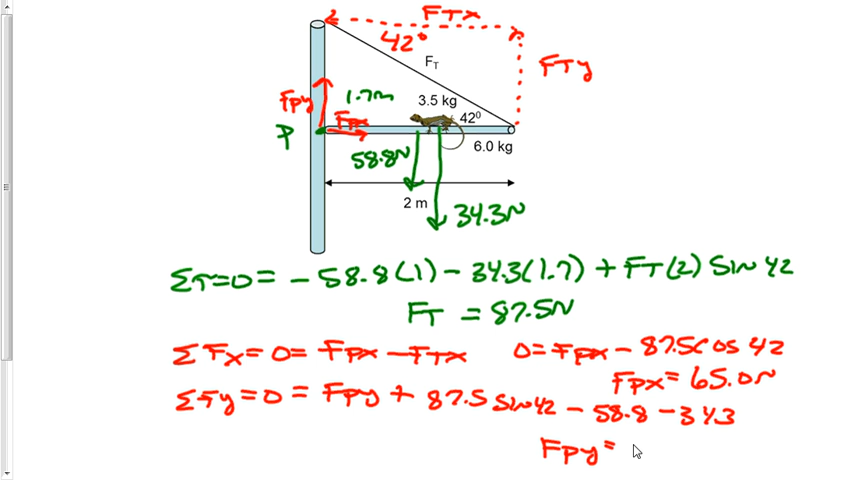 FTX
42°
FT
FTy
Fpy
1.7m
3.5 kg
Fpx
42⁰
P
58.8N
6.0 kg
2 m
34.3N
Στ=0= - 58.8(1) - 34.3(1.7) + FT(2) sin 42
FT = 87.5N
ΣFx = 0 = Fpx - FTX    0 = Fpx - 87.5 cos 42
Fpx = 65.0N
ΣFy = 0 = Fpy + 87.5 sin 42 - 58.8 - 343
Fpy =